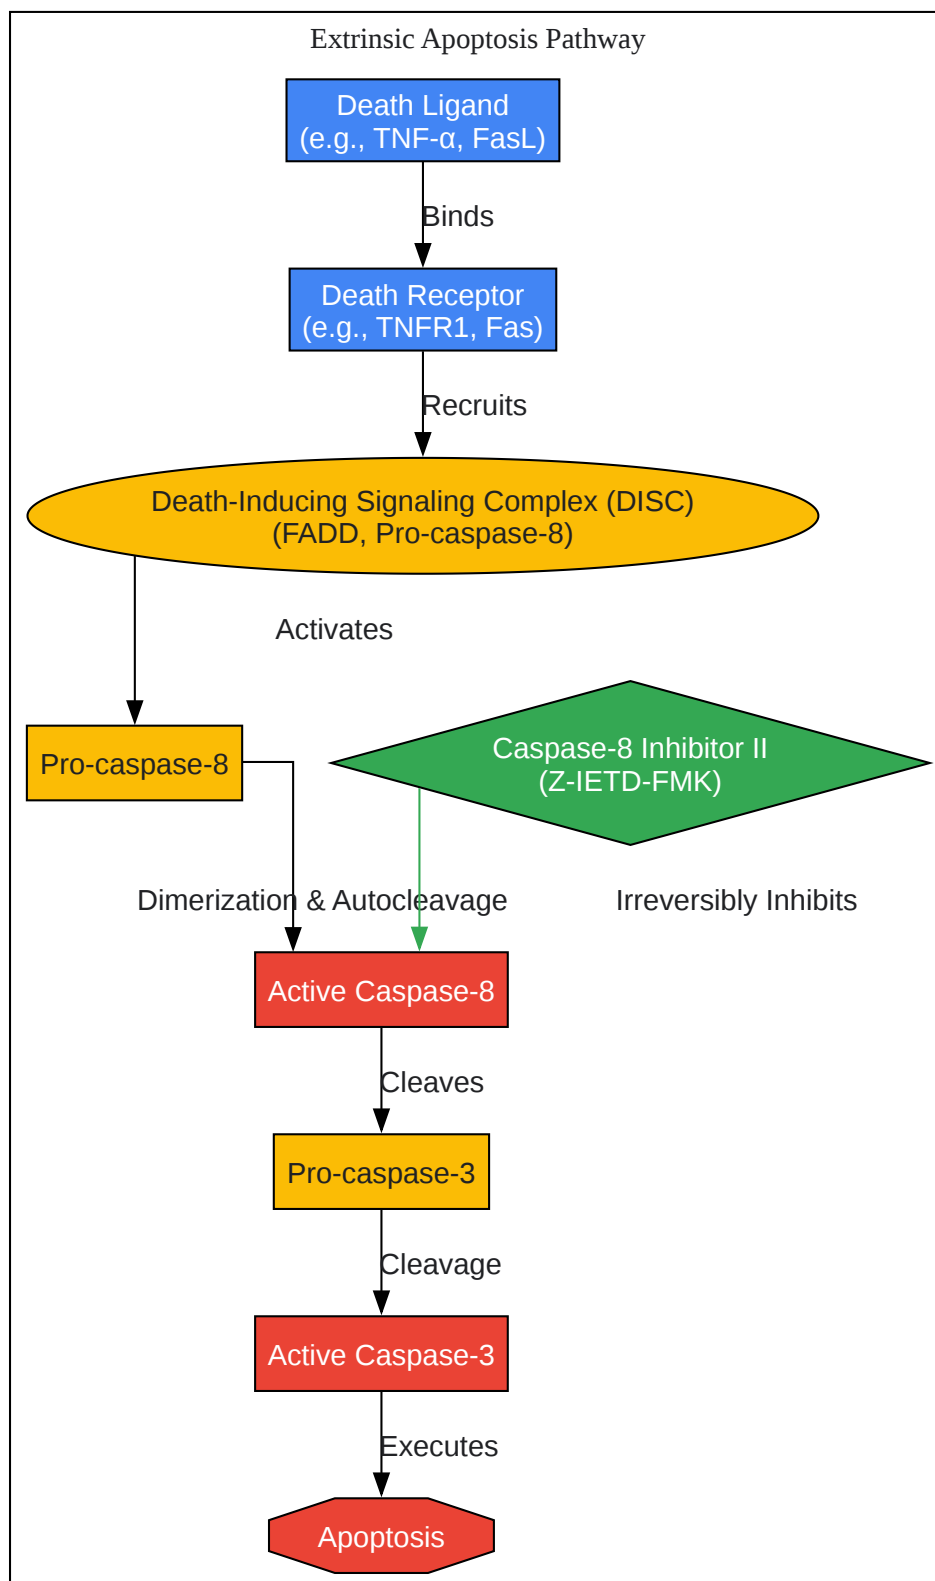 Extrinsic Apoptosis Pathway
Death Ligand
(e.g., TNF-α, FasL)
Binds
Death Receptor
(e.g., TNFR1, Fas)
Recruits
Death-Inducing Signaling Complex (DISC)
(FADD, Pro-caspase-8)
Activates
Pro-caspase-8
Caspase-8 Inhibitor II
(Z-IETD-FMK)
Dimerization & Autocleavage
Irreversibly Inhibits
Active Caspase-8
Cleaves
Pro-caspase-3
Cleavage
Active Caspase-3
Executes
Apoptosis